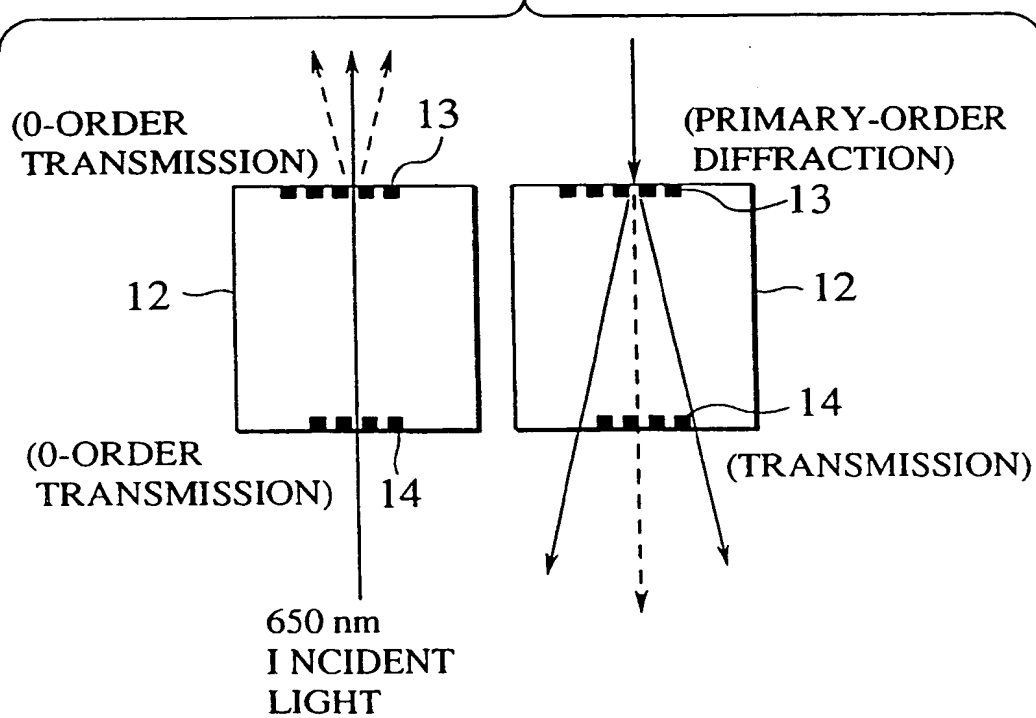 (0-ORDER
TRANSMISSION)
13
12
(0-ORDER
TRANSMISSION)
14
650 nm
I NCIDENT
LIGHT
(PRIMARY-ORDER
DIFFRACTION)
13
12
14
(TRANSMISSION)